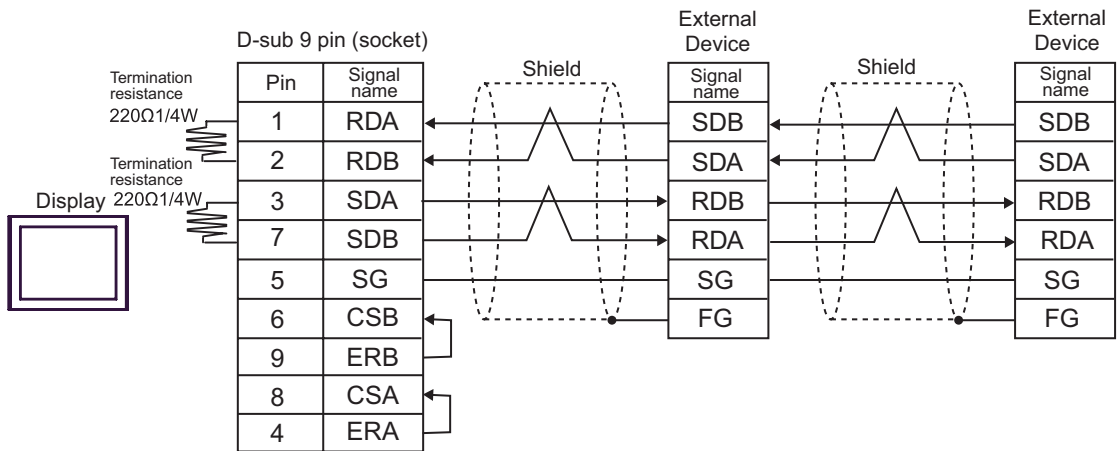 D-sub 9 pin (socket)
External
Device
External
Device
Termination
resistance
220Ω1/4W
Termination
resistance
220Ω1/4W
Display
Pin Signal
name
1 RDA
2 RDB
3 SDA
7 SDB
5 SG
6 CSB
9 ERB
8 CSA
4 ERA
Shield
Signal
name
SDB
SDA
RDB
RDA
SG
FG
Shield
Signal
name
SDB
SDA
RDB
RDA
SG
FG